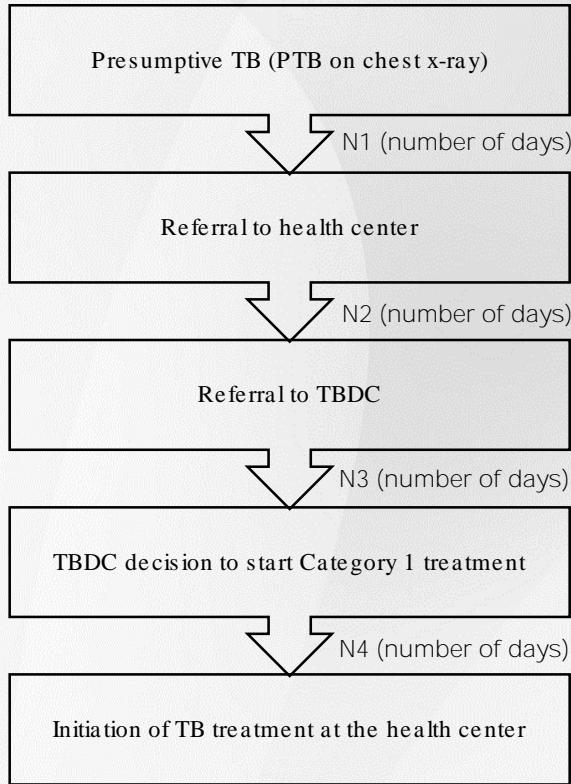 Presumptive TB (PTB on chest x-ray)
N1 (number of days)
Referral to health center
N2 (number of days)
Referral to TBDC
N3 (number of days)
TBDC decision to start Category 1 treatment
N4 (number of days)
Initiation of TB treatment at the health center